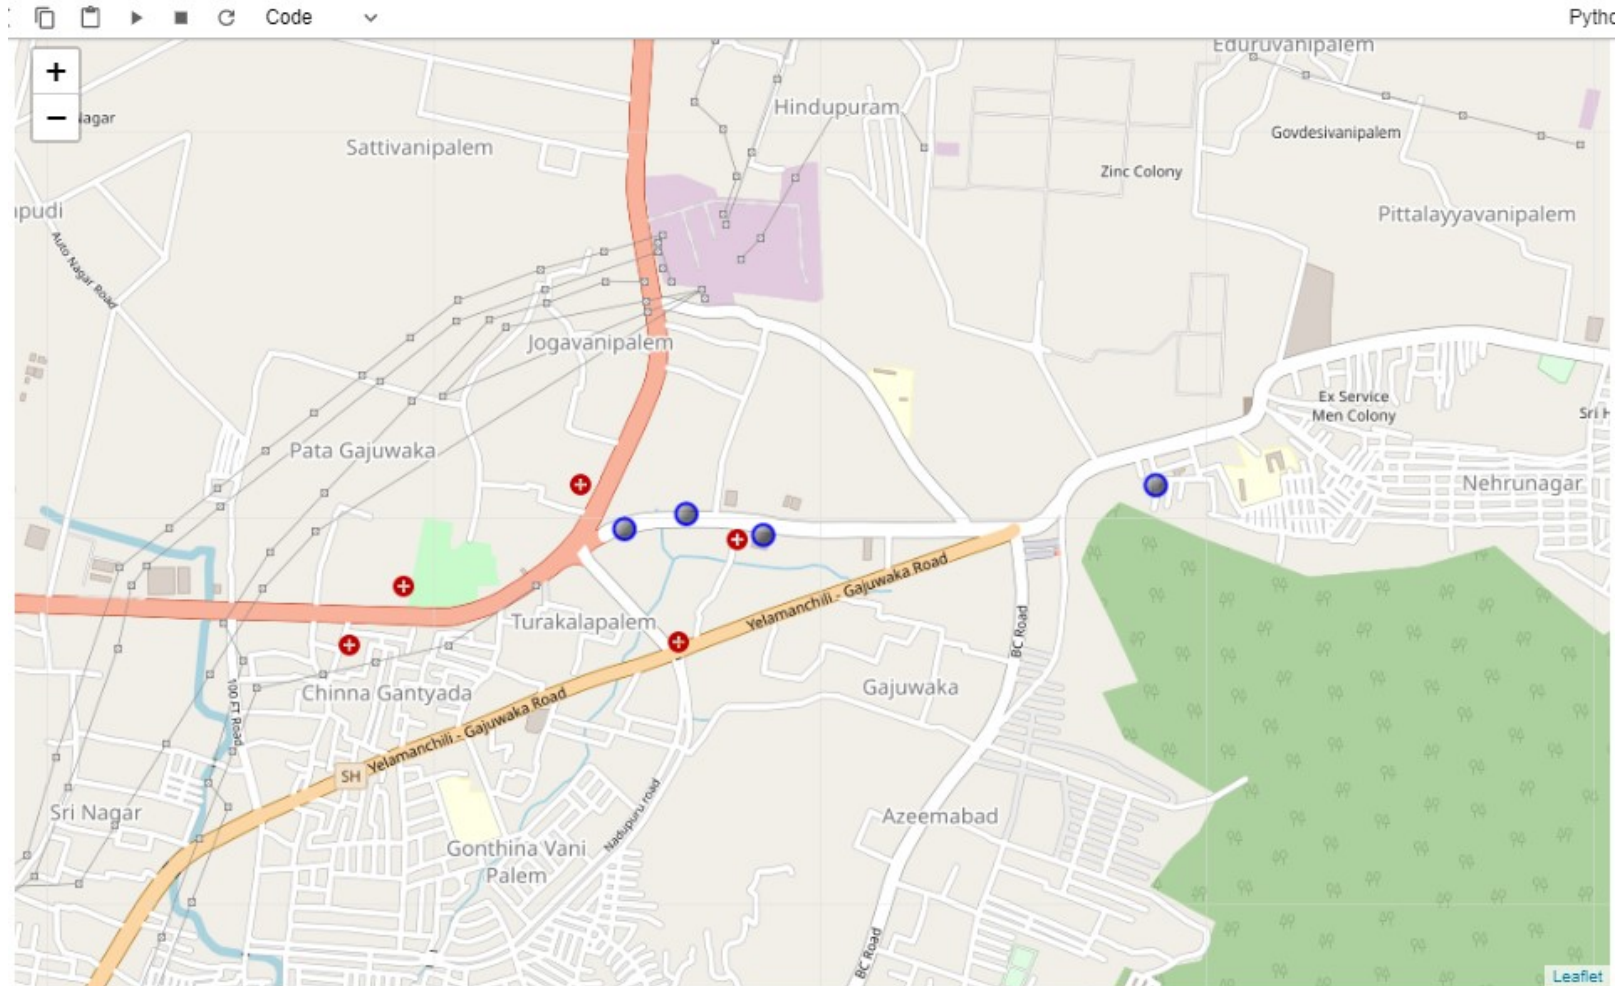 Code
Pytho
+
−
Eduruvanipalem
Hindupuram
agar
Govdesivanipalem
Sattivanipalem
Zinc Colony
apudi
Pittalayyavanipalem
Auto Nagar Road
Jogavanipalem
Ex Service
Men Colony
Sri H
Pata Gajuwaka
Nehrunagar
Yelamanchili - Gajuwaka Road
Turakalapalem
BC Road
Gajuwaka
Chinna Gantyada
100 FT Road
Yelamanchili - Gajuwaka Road
SH
Sri Nagar
Nadupuru road
Azeemabad
Gonthina Vani
Palem
BC Road
Leaflet